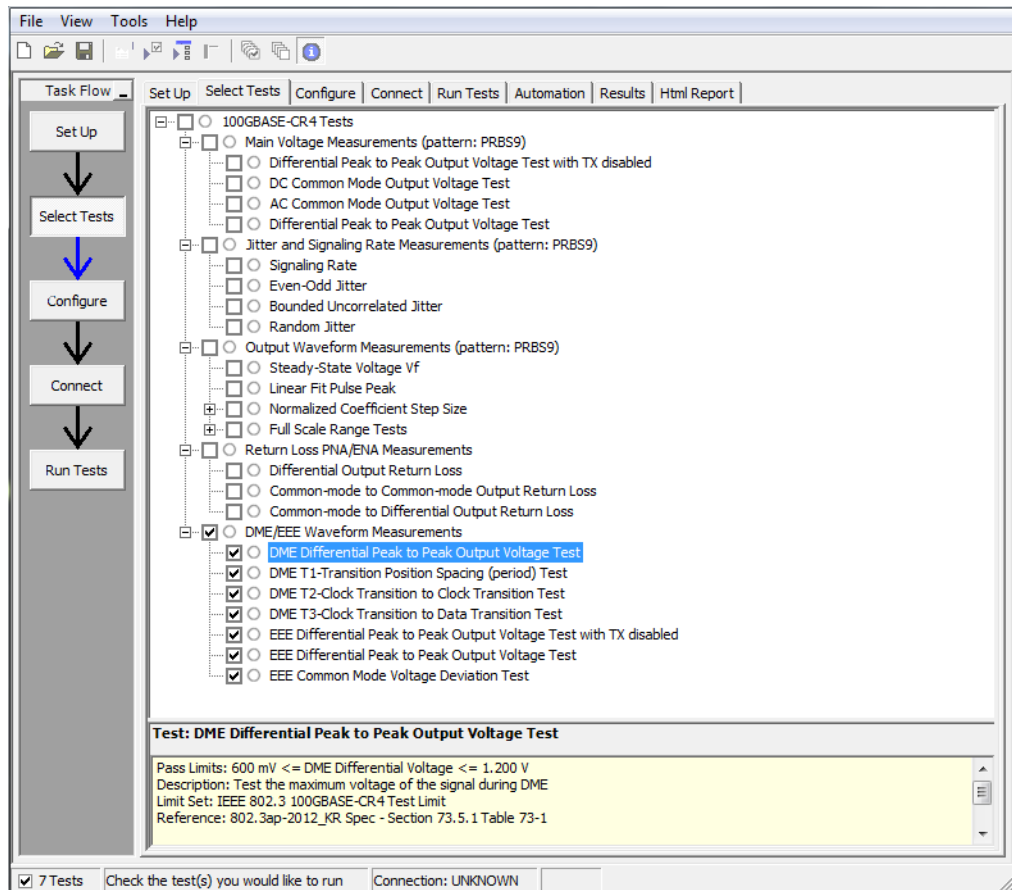 File View Tools Help
Task Flow
Set Up
Select Tests
Configure
Connect
Run Tests
Set Up Select Tests Configure Connect Run Tests Automation Results Html Report
100GBASE-CR4 Tests
Main Voltage Measurements (pattern: PRBS9)
Differential Peak to Peak Output Voltage Test with TX disabled
DC Common Mode Output Voltage Test
AC Common Mode Output Voltage Test
Differential Peak to Peak Output Voltage Test
Jitter and Signaling Rate Measurements (pattern: PRBS9)
Signaling Rate
Even-Odd Jitter
Bounded Uncorrelated Jitter
Random Jitter
Output Waveform Measurements (pattern: PRBS9)
Steady-State Voltage Vf
Linear Fit Pulse Peak
Normalized Coefficient Step Size
Full Scale Range Tests
Return Loss PNA/ENA Measurements
Differential Output Return Loss
Common-mode to Common-mode Output Return Loss
Common-mode to Differential Output Return Loss
DME/EEE Waveform Measurements
DME Differential Peak to Peak Output Voltage Test
DME T1-Transition Position Spacing (period) Test
DME T2-Clock Transition to Clock Transition Test
DME T3-Clock Transition to Data Transition Test
EEE Differential Peak to Peak Output Voltage Test with TX disabled
EEE Differential Peak to Peak Output Voltage Test
EEE Common Mode Voltage Deviation Test
Test: DME Differential Peak to Peak Output Voltage Test
Pass Limits: 600 mV <= DME Differential Voltage <= 1.200 V
Description: Test the maximum voltage of the signal during DME
Limit Set: IEEE 802.3 100GBASE-CR4 Test Limit
Reference: 802.3ap-2012_KR Spec - Section 73.5.1 Table 73-1
7 Tests Check the test(s) you would like to run Connection: UNKNOWN